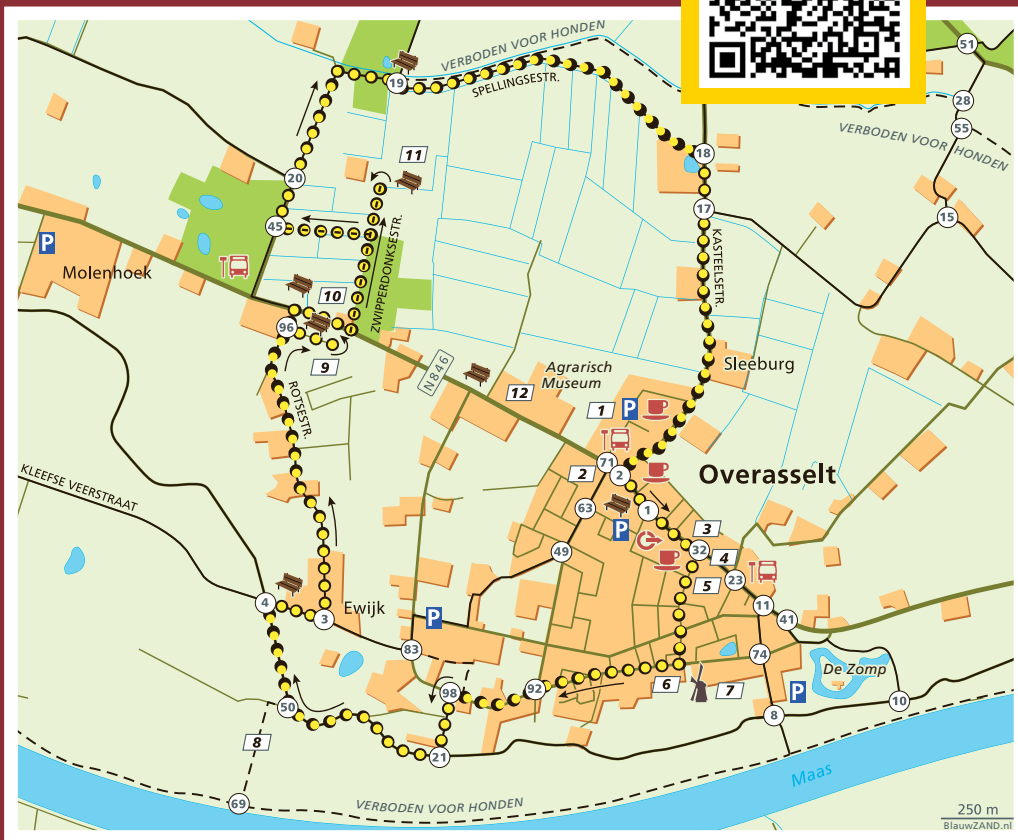 51
VERBODEN VOOR HONDEN
19
SPELLINGSESTR.
28
55
VERBODEN VOOR HONDEN
18
11
20
17
15
45
KASTEELSETR.
ZWIPPERDONKSESTR.
P
Molenhoek
10
96
9
N846
Sleeburg
Agrarisch
Museum
12
1
P
ROTSESTR.
71
2
2
Overasselt
KLEEFSE VEERSTRAAT
63
1
P
3
49
32
4
5
23
4
3
Ewijk
P
11
41
83
74
De Zomp
6
7
P
98
92
50
8
10
8
21
Maas
69
VERBODEN VOOR HONDEN
250 m
BlauwZAND.nl